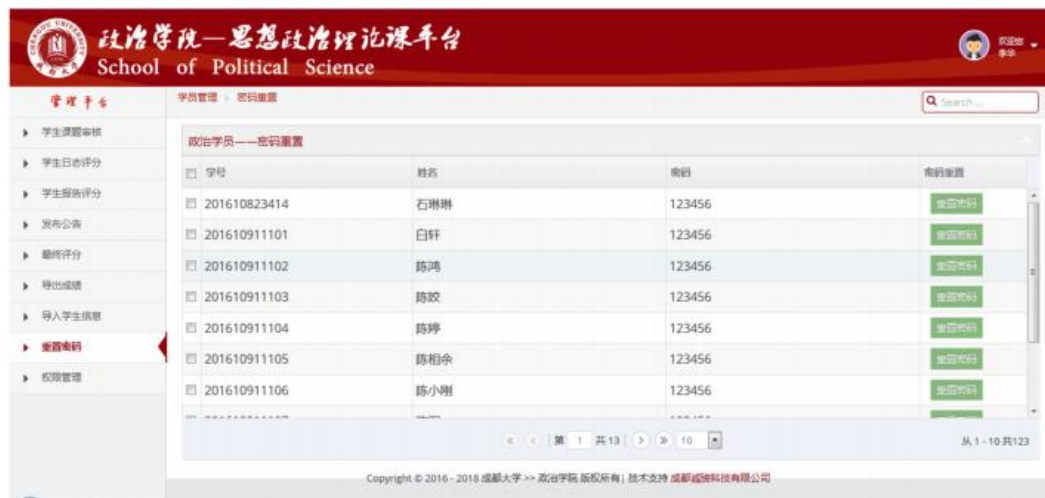 政治学院—思想政治理论课平台
School of Political Science
欢迎您
李华
管理平台
学员管理 密码重置
Search ...
学生课题审核
学生日志评分
学生报告评分
发布公告
最终评分
导出成绩
导入学生信息
重置密码
权限管理
政治学员——密码重置
学号 姓名 密码 密码重置
201610823414 石琳琳 123456 重置密码
201610911101 白轩 123456 重置密码
201610911102 陈鸿 123456 重置密码
201610911103 陈姣 123456 重置密码
201610911104 陈婷 123456 重置密码
201610911105 陈相余 123456 重置密码
201610911106 陈小刚 123456 重置密码
第 1 共 13 10
从 1 - 10 共123
Copyright © 2016 - 2018 成都大学 >> 政治学院 版权所有| 技术支持 成都诚骏科技有限公司